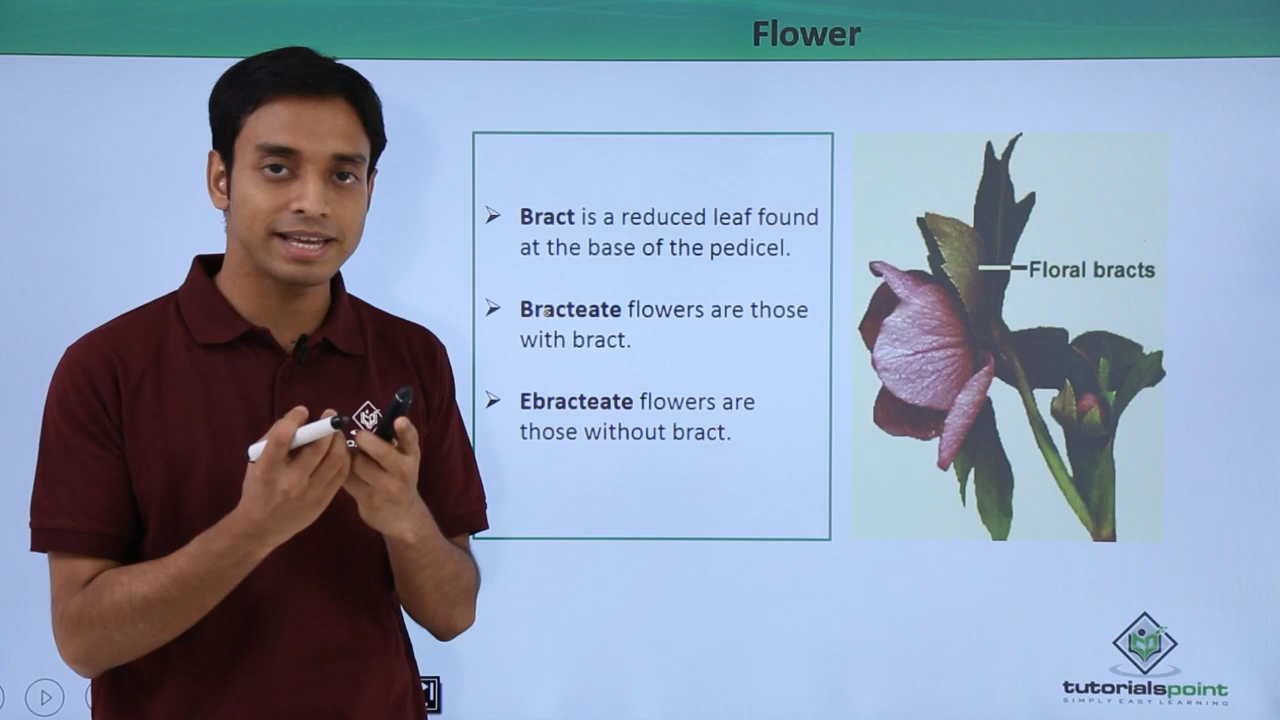 Flower
Bract is a reduced leaf found
at the base of the pedicel.
Bracteate flowers are those
with bract.
Ebracteate flowers are
those without bract.
Floral bracts
tutorialspoint
SIMPLY EASY LEARNING